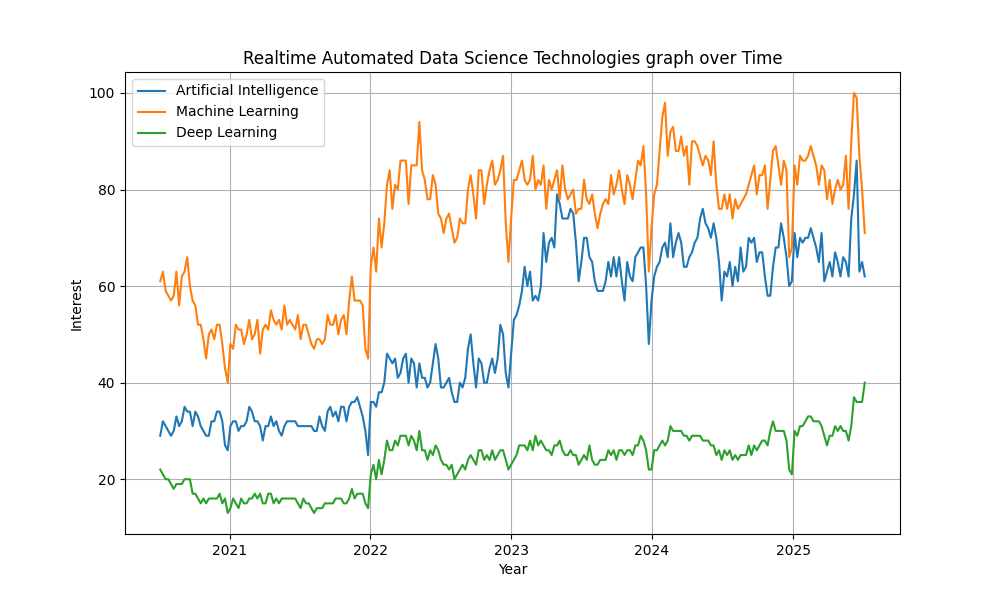 Realtime Automated Data Science Technologies graph over Time
Artificial Intelligence
Machine Learning
Deep Learning
100
80
60
40
20
Interest
2021 2022 2023 2024 2025
Year